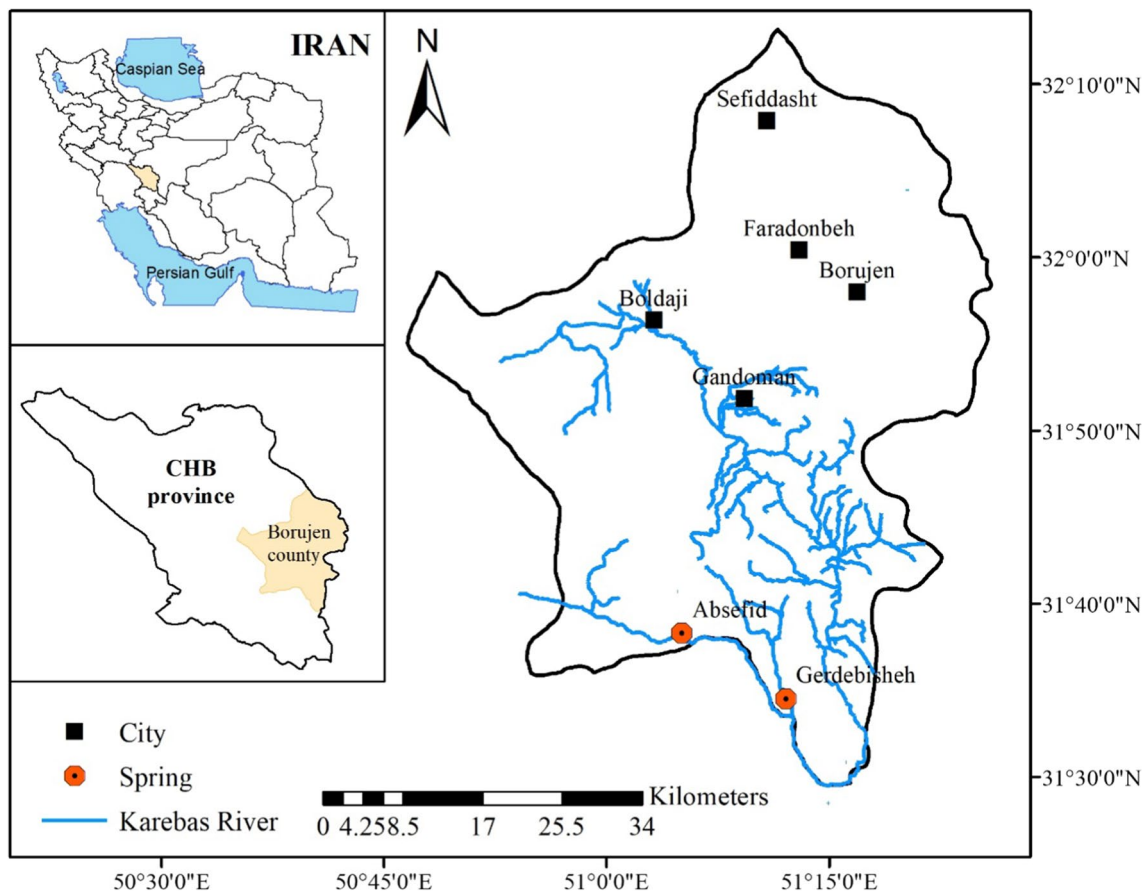 IRAN
Caspian Sea
Persian Gulf
CHB
province
Borujen
county
N
Sefiddasht
Faradonbeh
Borujen
Boldaji
Gandoman
Absefid
Gerdebisheh
32°10'0"N
32°0'0"N
31°50'0"N
31°40'0"N
31°30'0"N
City
Spring
Karebas River
Kilometers
0 4.25 8.5 17 25.5 34
50°30'0"E 50°45'0"E 51°0'0"E 51°15'0"E